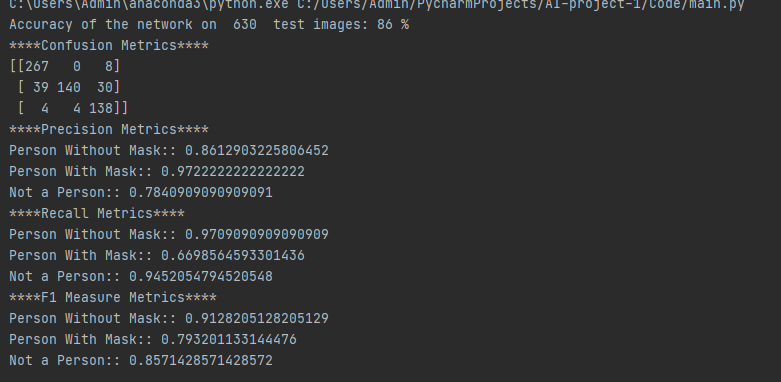 C:\Users\Admin\anaconda3\python.exe C:/Users/Admin/PycharmProjects/AI-project-1/Code/main.py
Accuracy of the network on  630  test images: 86 %
****Confusion Metrics****
[[267   0   8]
 [ 39 140  30]
 [  4   4 138]]
****Precision Metrics****
Person Without Mask:: 0.8612903225806452
Person With Mask:: 0.9722222222222222
Not a Person:: 0.7840909090909091
****Recall Metrics****
Person Without Mask:: 0.9709090909090909
Person With Mask:: 0.6698564593301436
Not a Person:: 0.9452054794520548
****F1 Measure Metrics****
Person Without Mask:: 0.9128205128205129
Person With Mask:: 0.793201133144476
Not a Person:: 0.8571428571428572